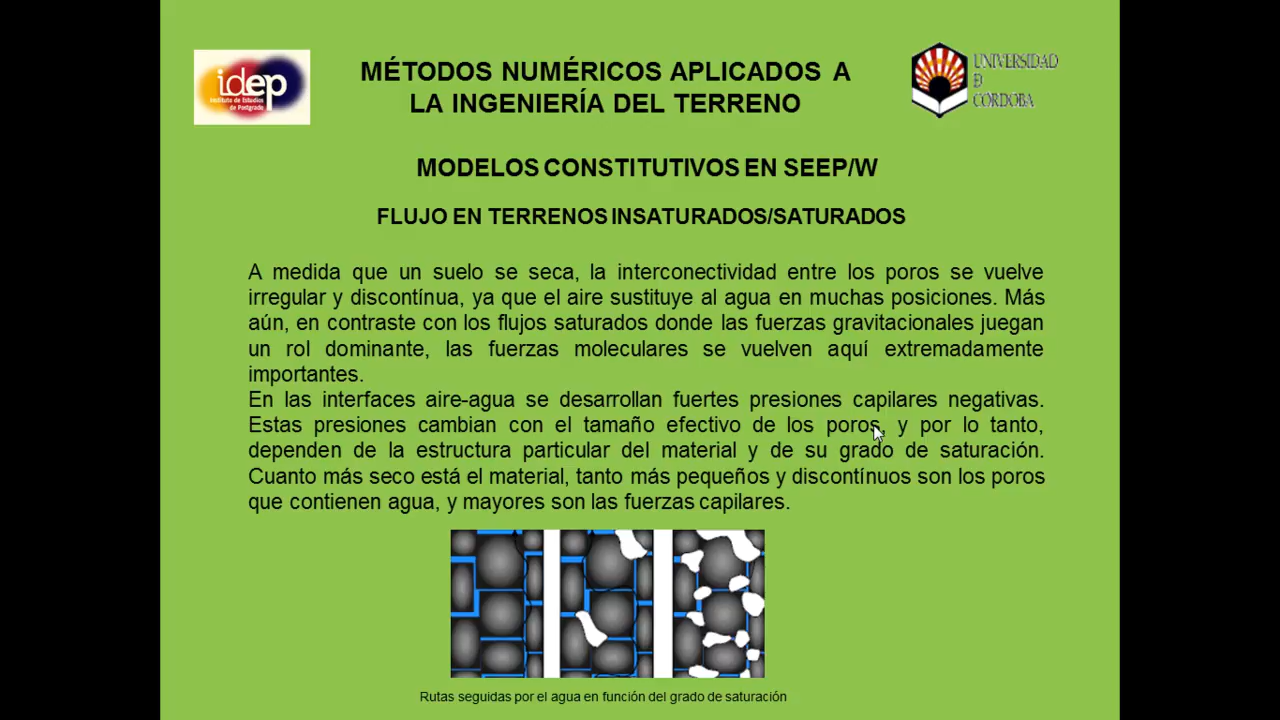 idep
Instituto de Estudios
de Postgrado
MÉTODOS NUMÉRICOS APLICADOS A
LA INGENIERÍA DEL TERRENO
UNIVERSIDAD
D
CORDOBA
MODELOS CONSTITUTIVOS EN SEEP/W
FLUJO EN TERRENOS INSATURADOS/SATURADOS
A medida que un suelo se seca, la interconectividad entre los poros se vuelve
irregular y discontínua, ya que el aire sustituye al agua en muchas posiciones. Más
aún, en contraste con los flujos saturados donde las fuerzas gravitacionales juegan
un rol dominante, las fuerzas moleculares se vuelven aquí extremadamente
importantes.
En las interfaces aire-agua se desarrollan fuertes presiones capilares negativas.
Estas presiones cambian con el tamaño efectivo de los poros, y por lo tanto,
dependen de la estructura particular del material y de su grado de saturación.
Cuanto más seco está el material, tanto más pequeños y discontínuos son los poros
que contienen agua, y mayores son las fuerzas capilares.
Rutas seguidas por el agua en función del grado de saturación